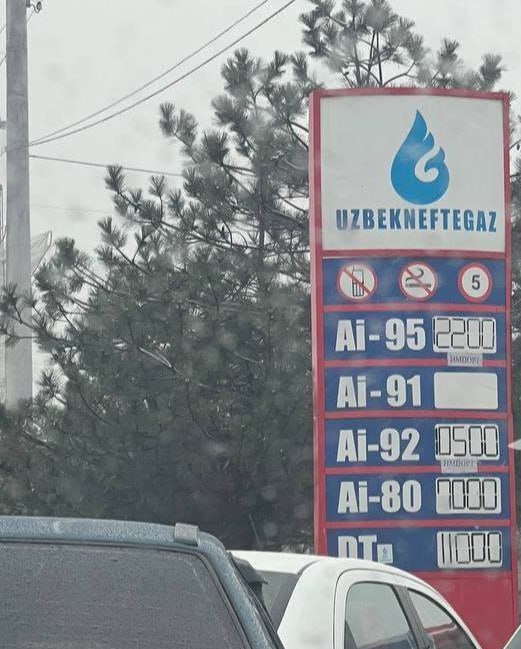 UZBEKNEFTEGAZ
5
Ai-95 2200
ИМПОРТ
Ai-91
Ai-92 0500
ИМПОРТ
Ai-80 7000
DT 11000